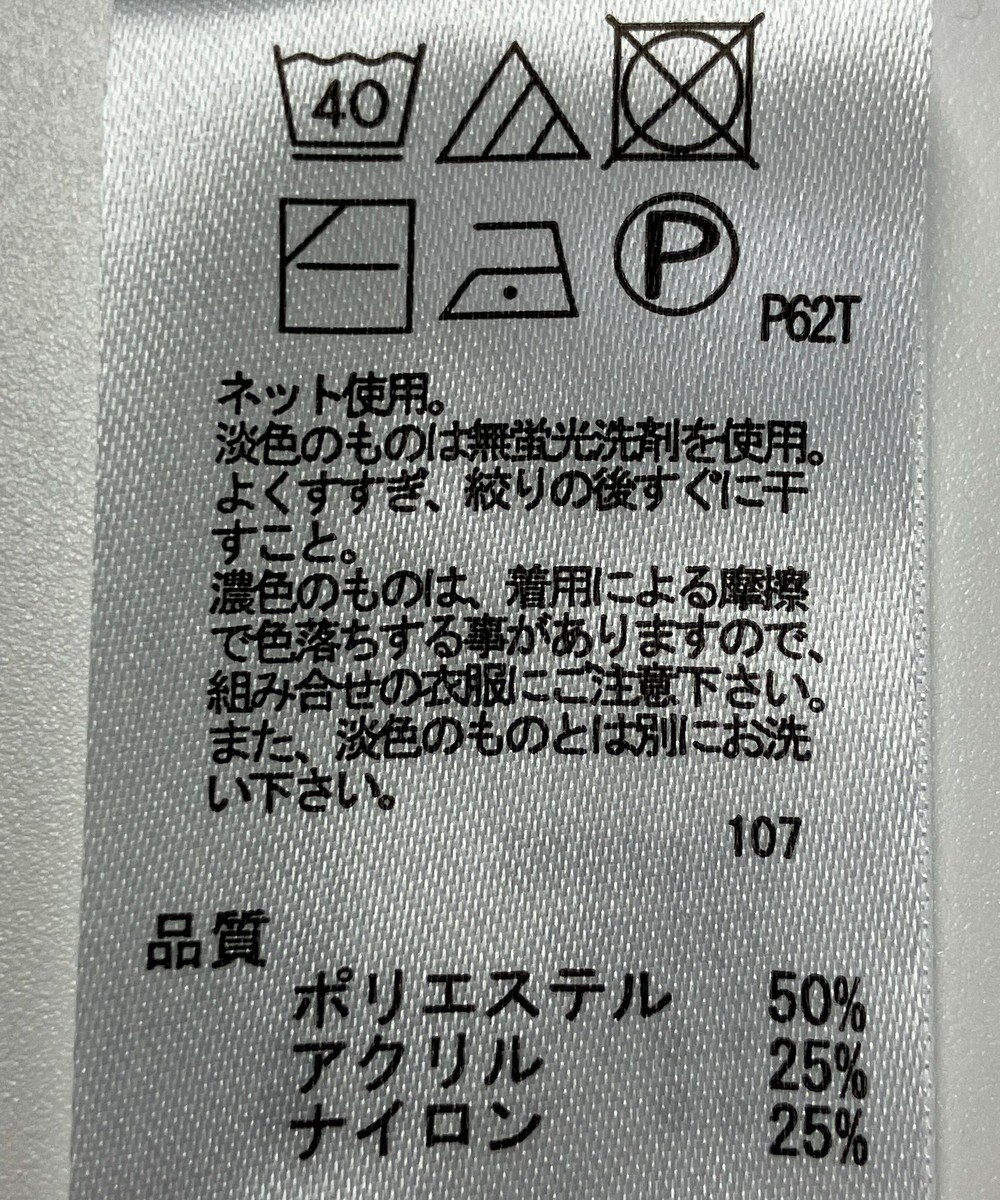 40
P
P62T
ネット使用。
淡色のものは無蛍光洗剤を使用。
よくすすぎ、絞りの後すぐに干
すこと。
濃色のものは、着用による摩擦
で色落ちする事がありますので、
組み合せの衣服にご注意下さい。
また、淡色のものとは別にお洗
い下さい。
107
品質
ポリエステル 50%
アクリル 25%
ナイロン 25%